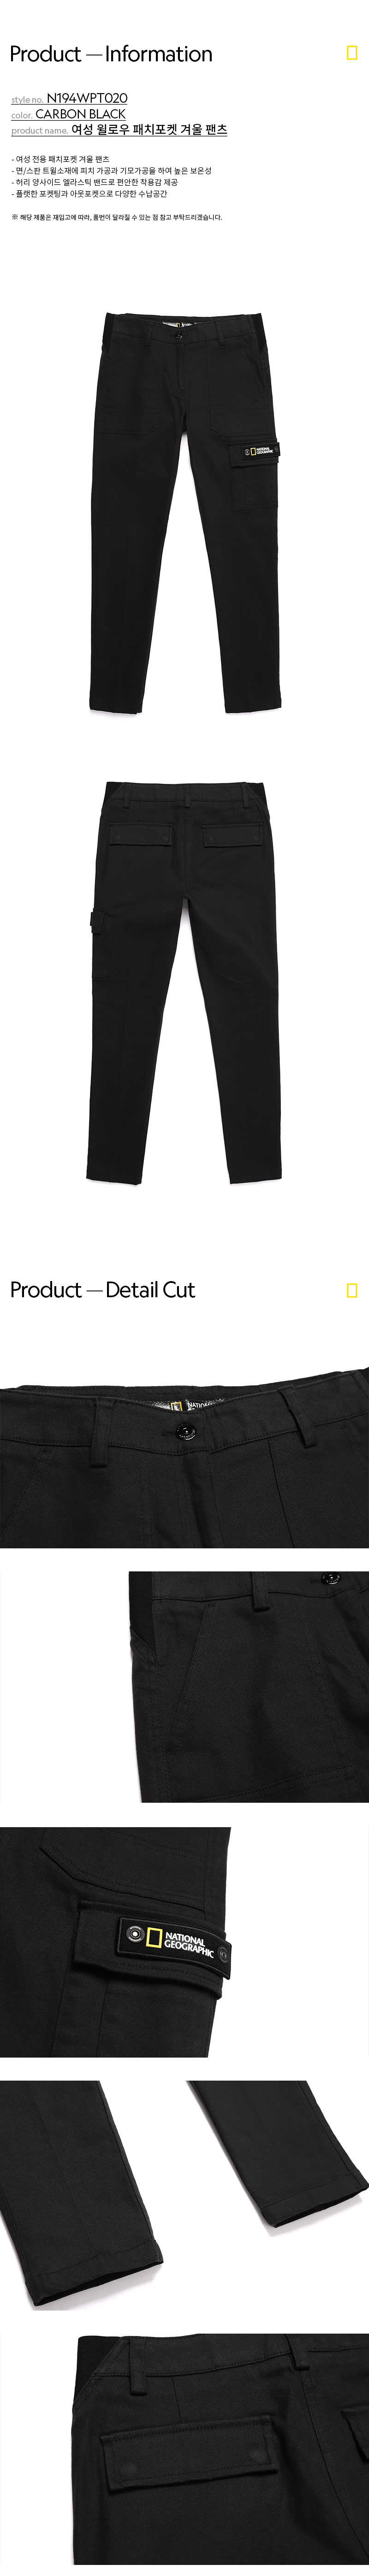 Product — Information
style no. N194WPT020
color. CARBON BLACK
product name. 여성 윌로우 패치포켓 겨울 팬츠
- 여성 전용 패치포켓 겨울 팬츠
- 면/스판 트윌소재에 피치 가공과 기모가공을 하여 높은 보온성
- 허리 양사이드 엘라스틱 밴드로 편안한 착용감 제공
- 플랫한 포켓팅과 아웃포켓으로 다양한 수납공간
※ 해당 제품은 재입고에 따라, 품번이 달라질 수 있는 점 참고 부탁드리겠습니다.
NATIONAL
GEOGRAPHIC
Product — Detail Cut
NATIONAL
GEOGRAPHIC